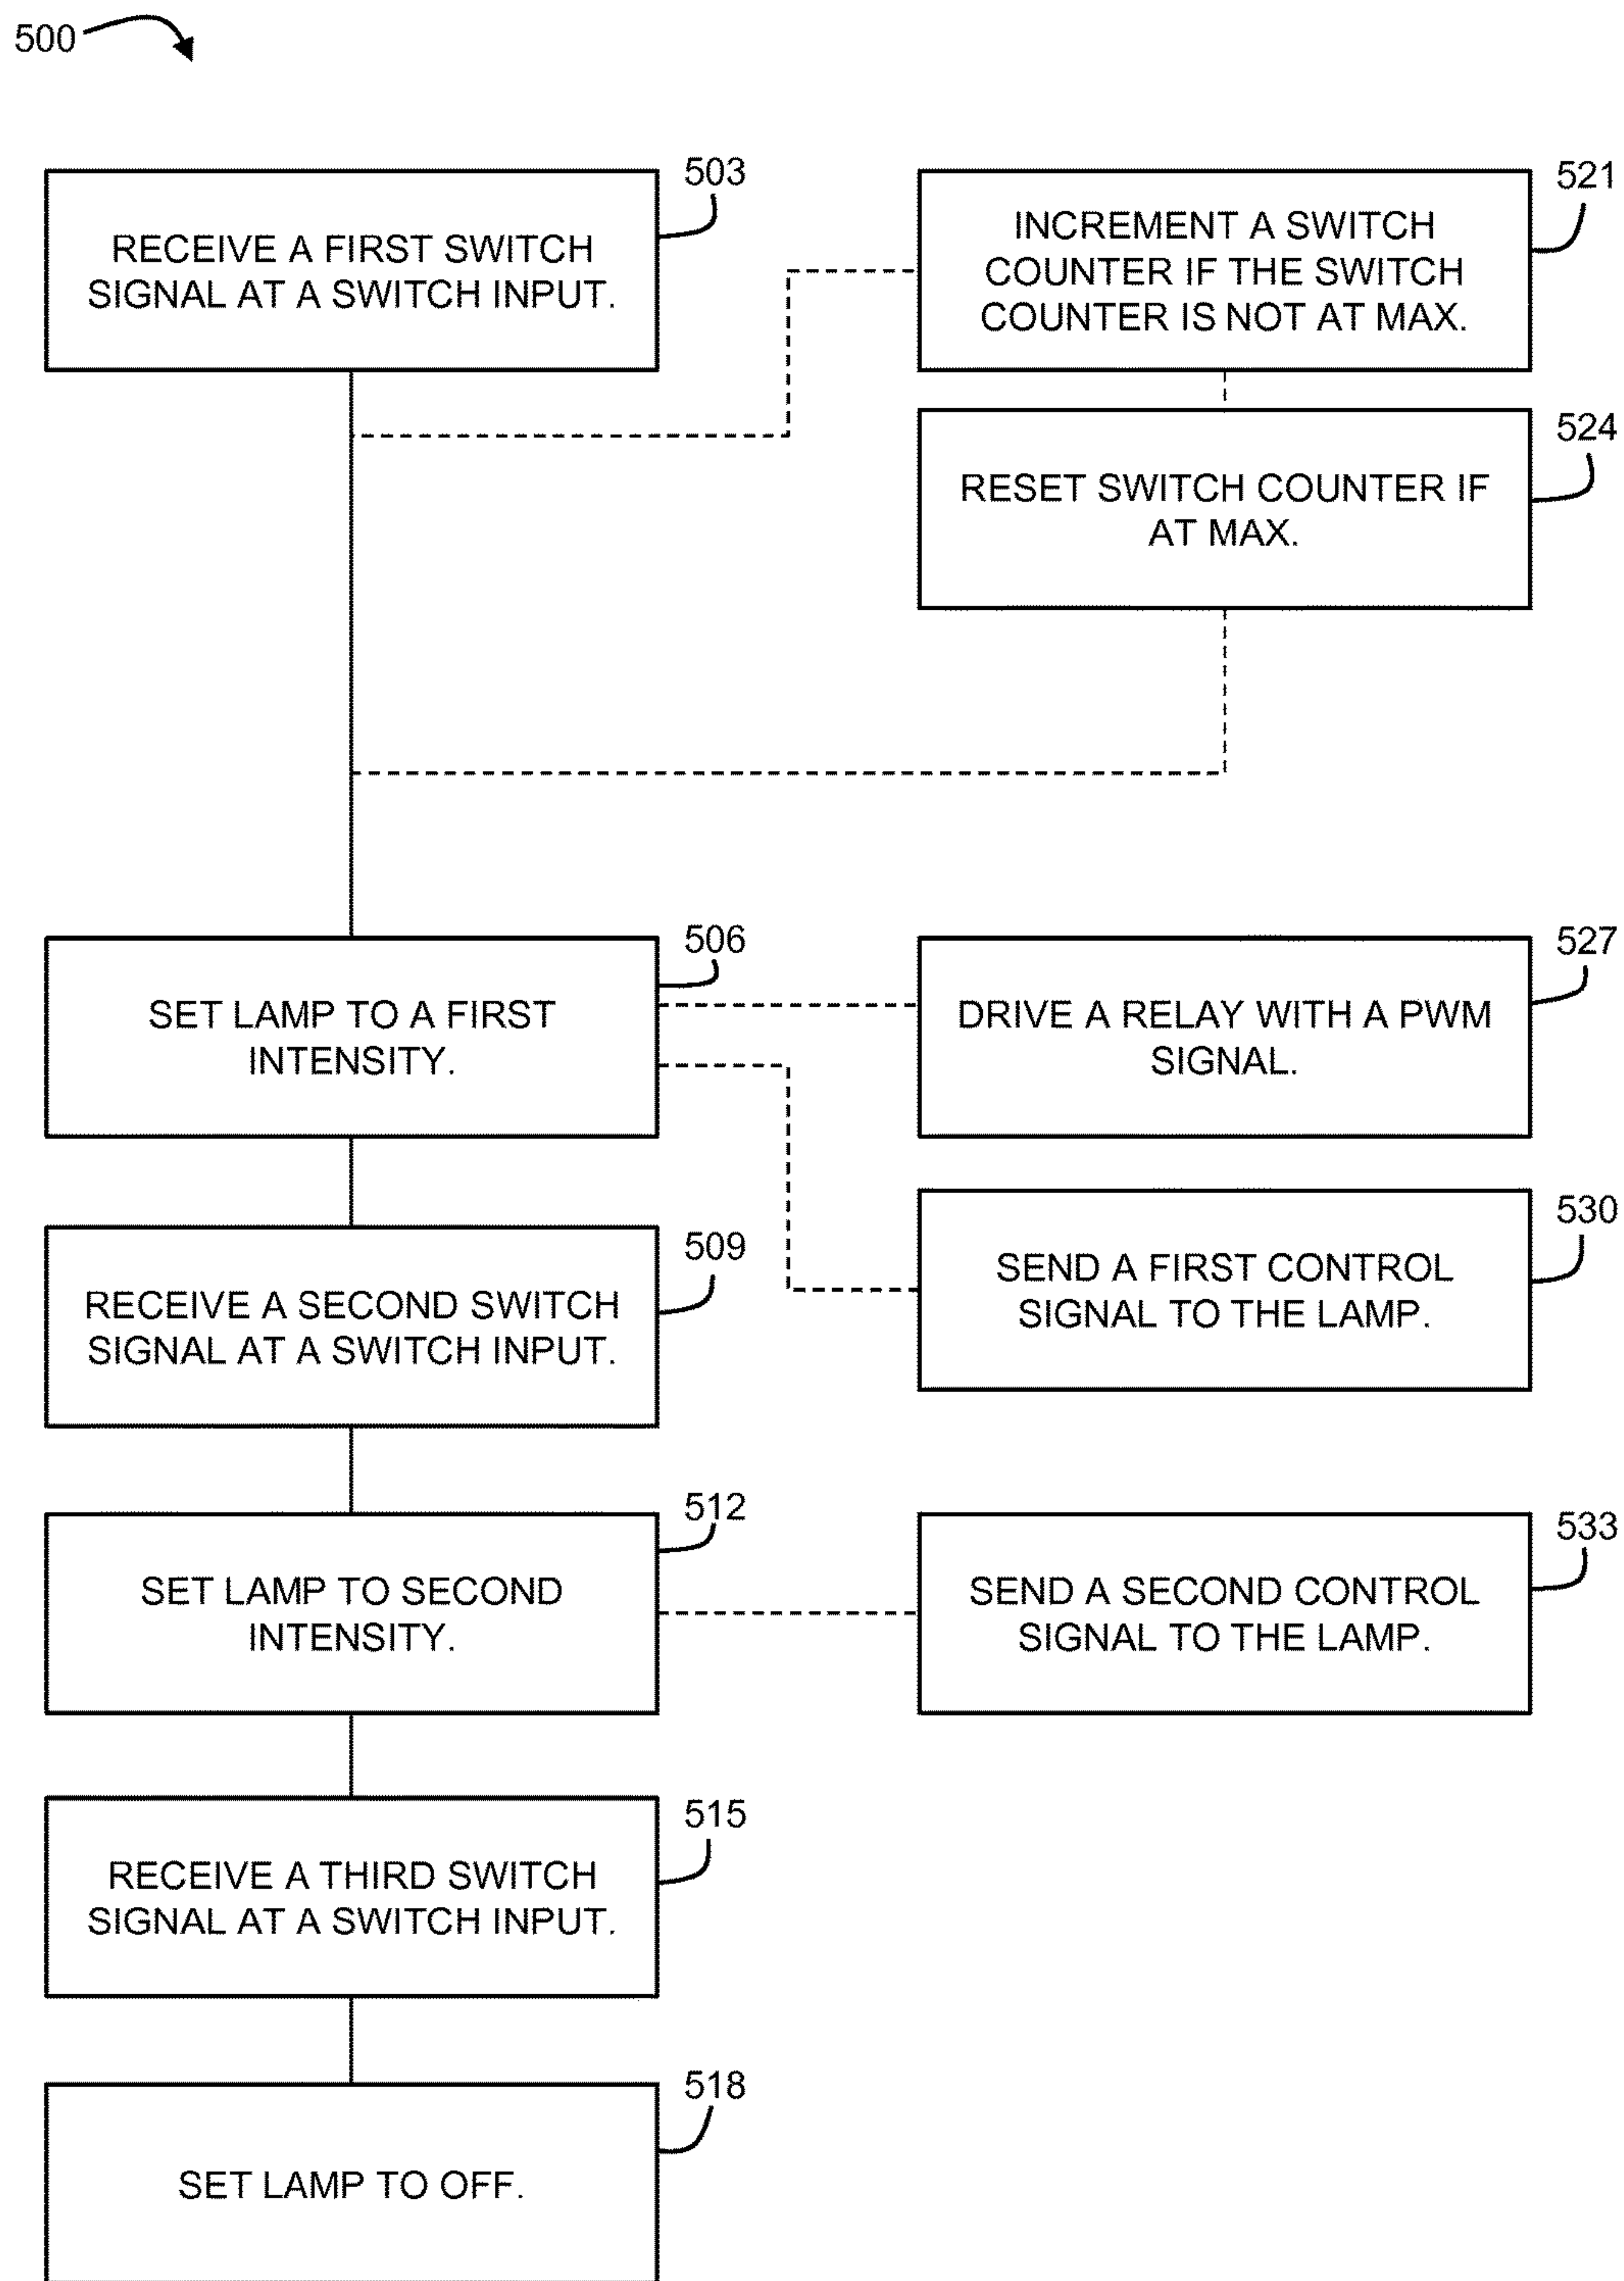 500
503
RECEIVE A FIRST SWITCH
SIGNAL AT A SWITCH INPUT.
521
INCREMENT A SWITCH
COUNTER IF THE SWITCH
COUNTER IS NOT AT MAX.
524
RESET SWITCH COUNTER IF
AT MAX.
506
SET LAMP TO A FIRST
INTENSITY.
527
DRIVE A RELAY WITH A PWM
SIGNAL.
530
SEND A FIRST CONTROL
SIGNAL TO THE LAMP.
509
RECEIVE A SECOND SWITCH
SIGNAL AT A SWITCH INPUT.
512
SET LAMP TO SECOND
INTENSITY.
533
SEND A SECOND CONTROL
SIGNAL TO THE LAMP.
515
RECEIVE A THIRD SWITCH
SIGNAL AT A SWITCH INPUT.
518
SET LAMP TO OFF.